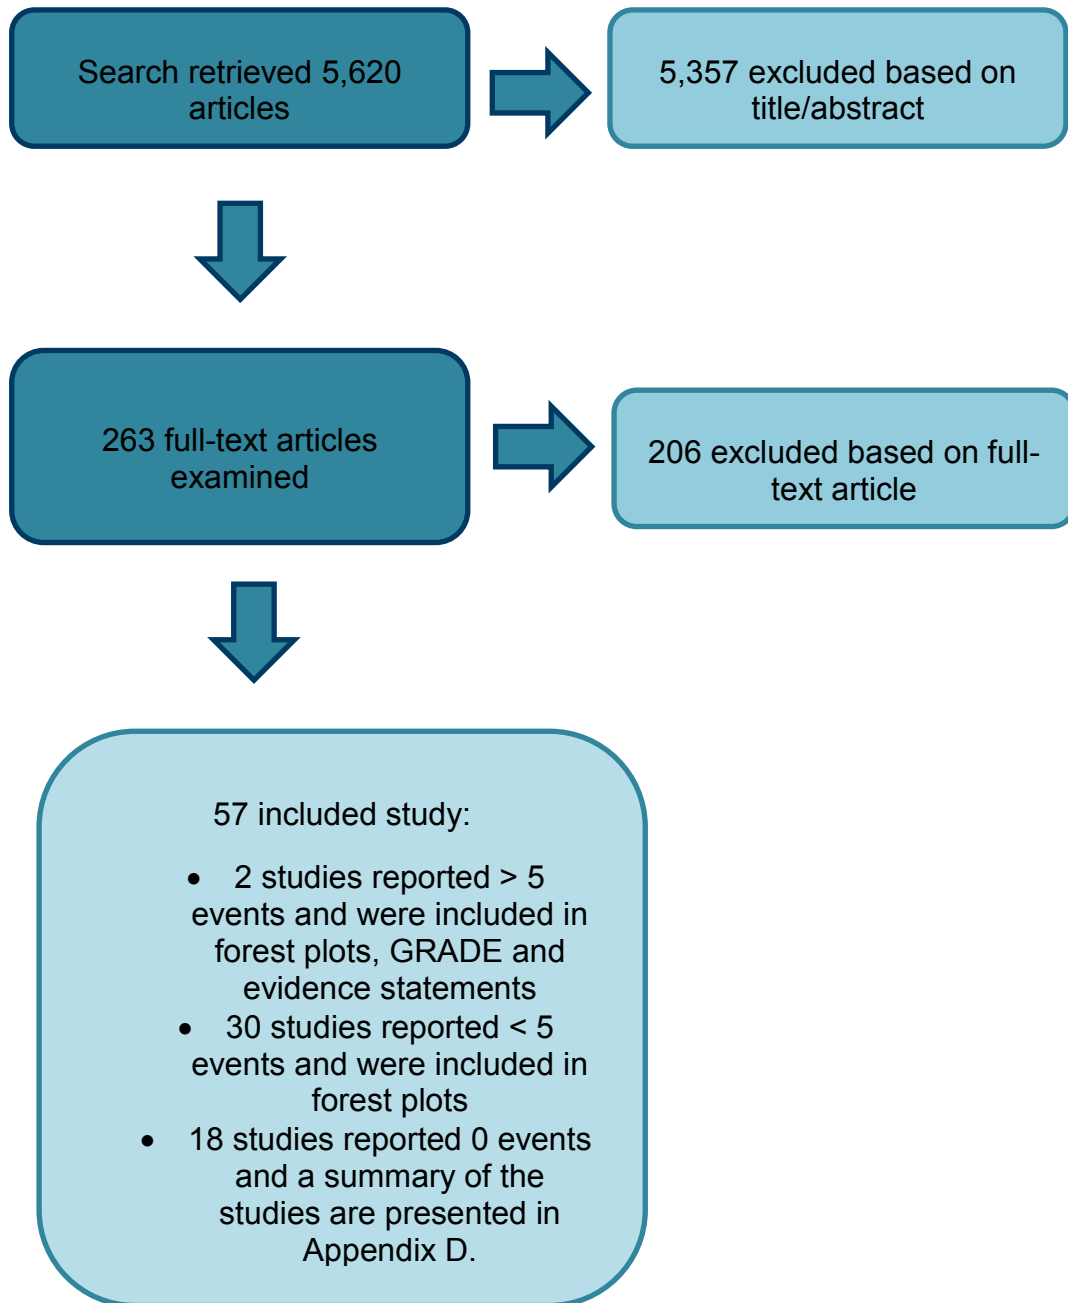 Search retrieved 5,620
articles
5,357 excluded based on
title/abstract
263 full-text articles
examined
206 excluded based on full-
text article
57 included study:
• 2 studies reported > 5
events and were included in
forest plots, GRADE and
evidence statements
• 30 studies reported < 5
events and were included in
forest plots
• 18 studies reported 0 events
and a summary of the
studies are presented in
Appendix D.